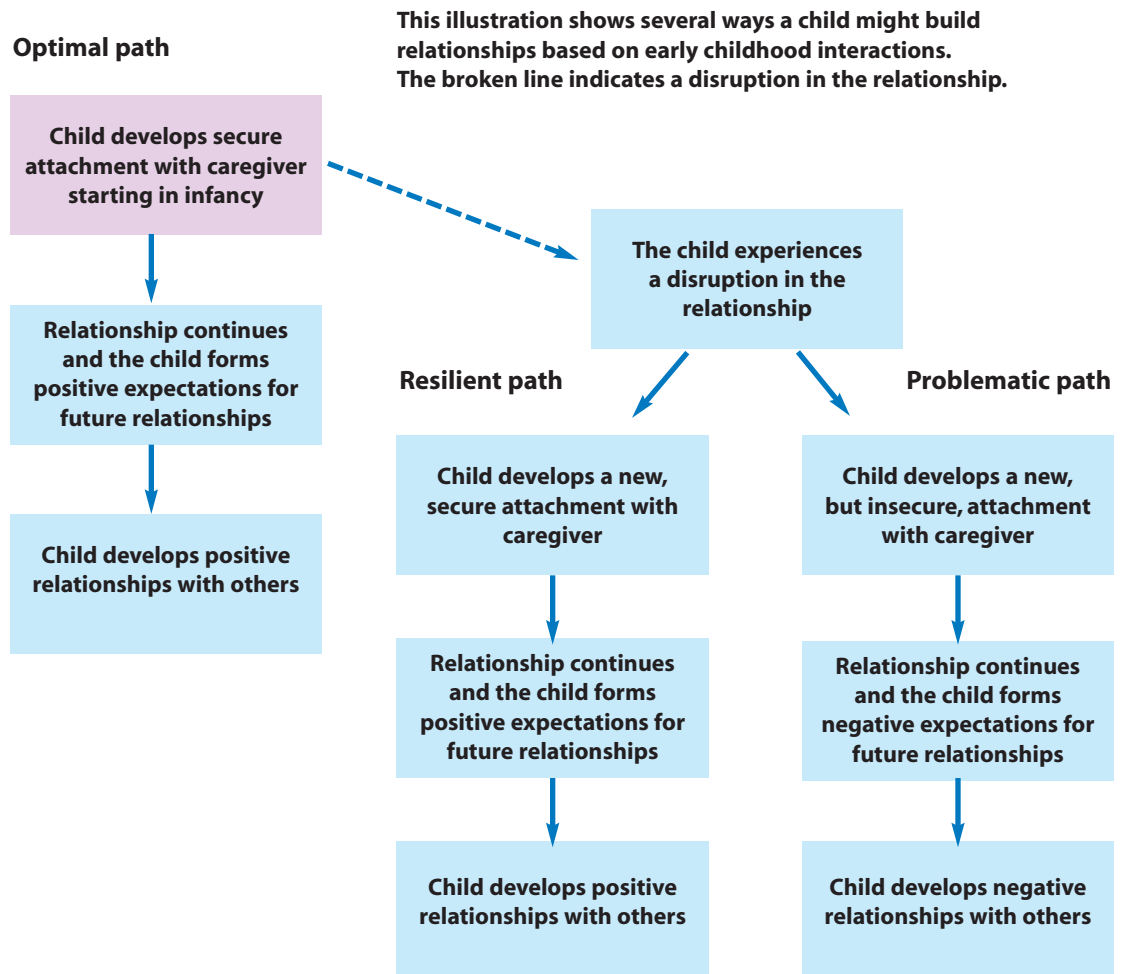 This illustration shows several ways a child might build
relationships based on early childhood interactions.
The broken line indicates a disruption in the relationship.
Optimal path
Child develops secure
attachment with caregiver
starting in infancy
Relationship continues
and the child forms
positive expectations for
future relationships
Child develops positive
relationships with others
The child experiences
a disruption in the
relationship
Resilient path
Child develops a new,
secure attachment with
caregiver
Relationship continues
and the child forms
positive expectations for
future relationships
Child develops positive
relationships with others
Problematic path
Child develops a new,
but insecure, attachment
with caregiver
Relationship continues
and the child forms
negative expectations for
future relationships
Child develops negative
relationships with others